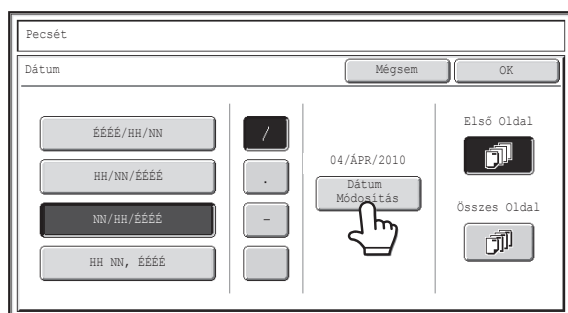 Pecsét
Dátum
Mégsem
OK
ÉÉÉÉ/HH/NN
HH/NN/ÉÉÉÉ
NN/HH/ÉÉÉÉ
HH NN, ÉÉÉÉ
/
.
-
04/ÁPR/2010
Dátum
Módosítás
Első Oldal
Összes Oldal